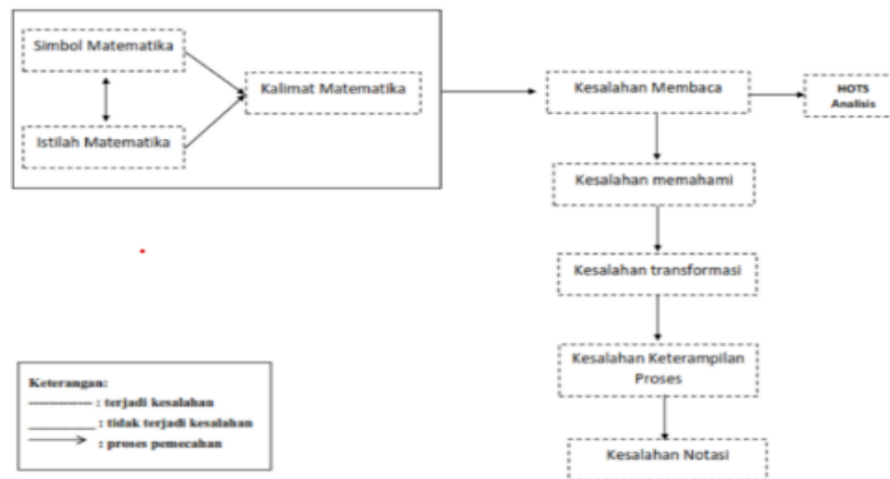 Simbol Matematika
Istilah Matematika
Kalimat Matematika
Kesalahan Membaca
HOTS
Analisis
Kesalahan memahami
Kesalahan transformasi
Kesalahan Keterampilan
Proses
Kesalahan Notasi
Keterangan:
: terjadi kesalahan
: tidak terjadi kesalahan
: proses pemecahan